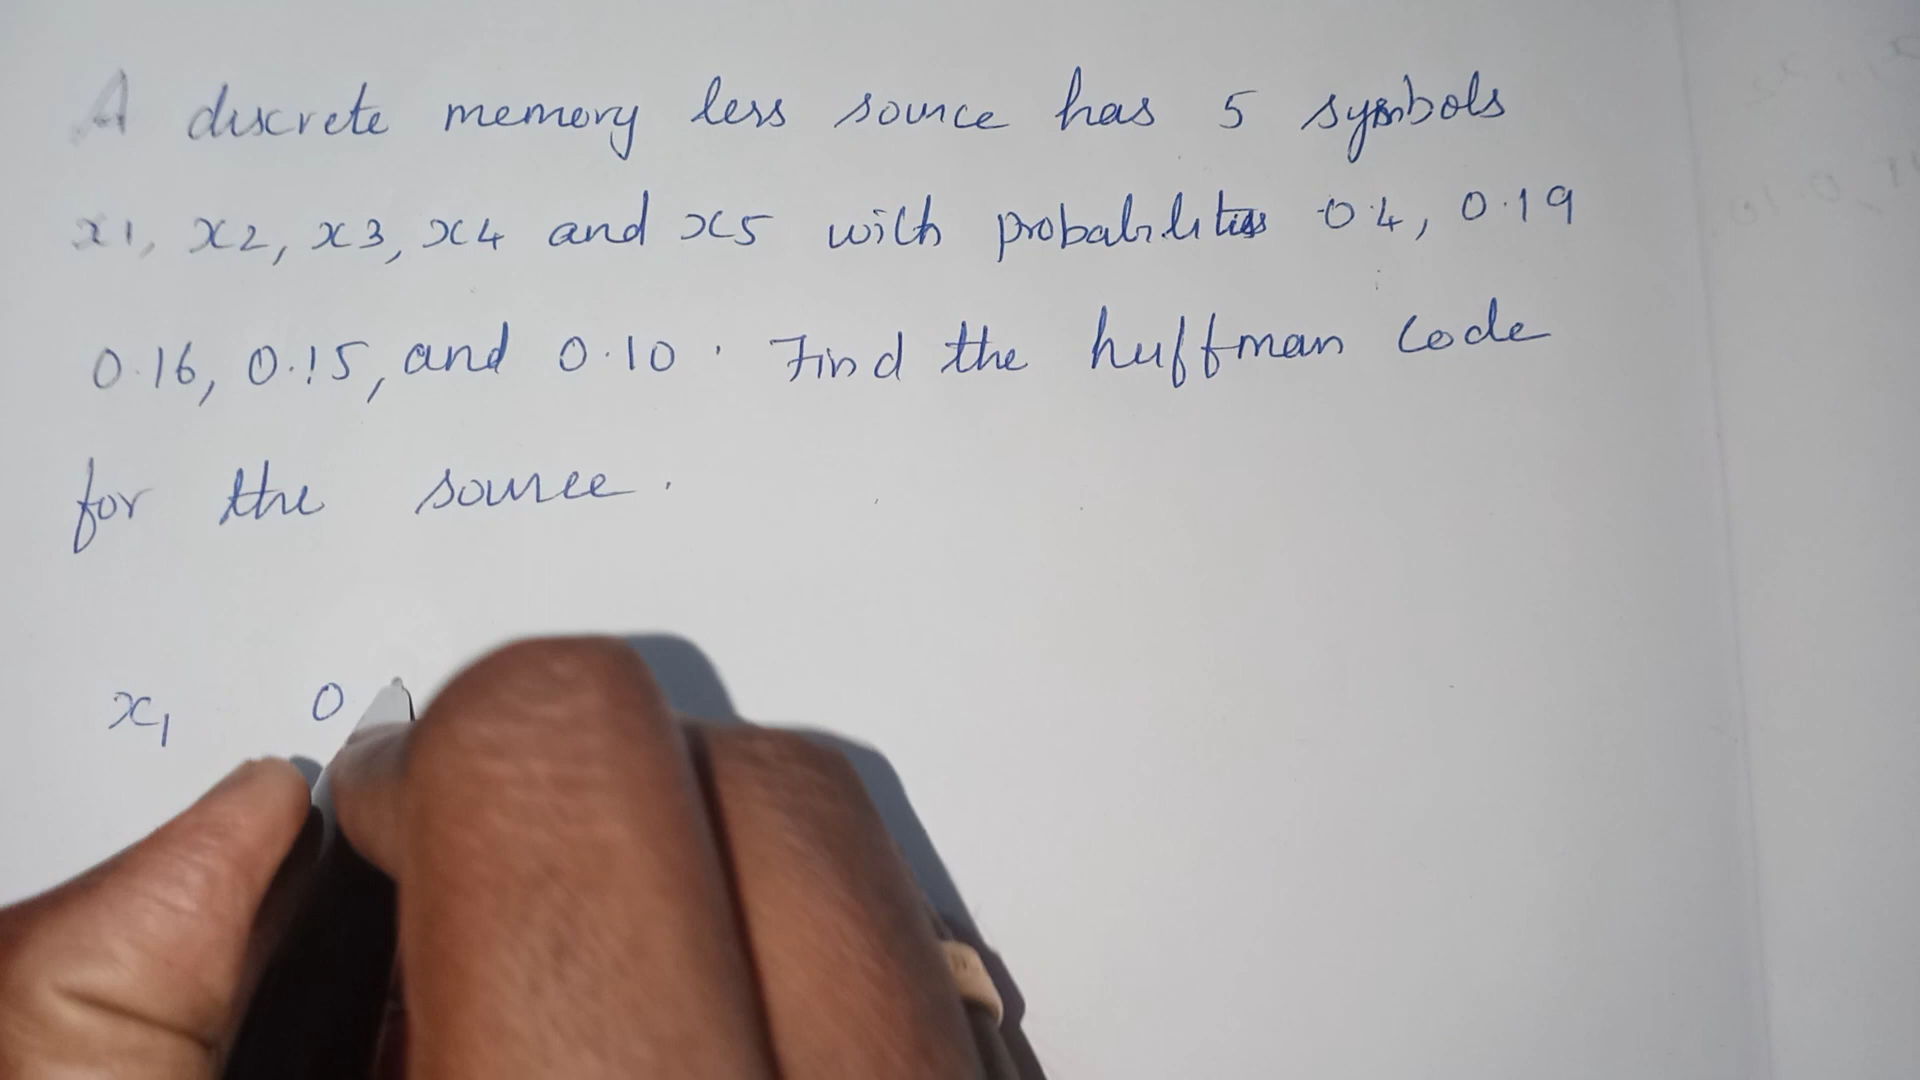 A discrete memory less source has 5 symbols
x1, x2, x3, x4 and x5 with probabilities 0.4, 0.19
0.16, 0.15, and 0.10. Find the huffman code
for the source.
x1 0